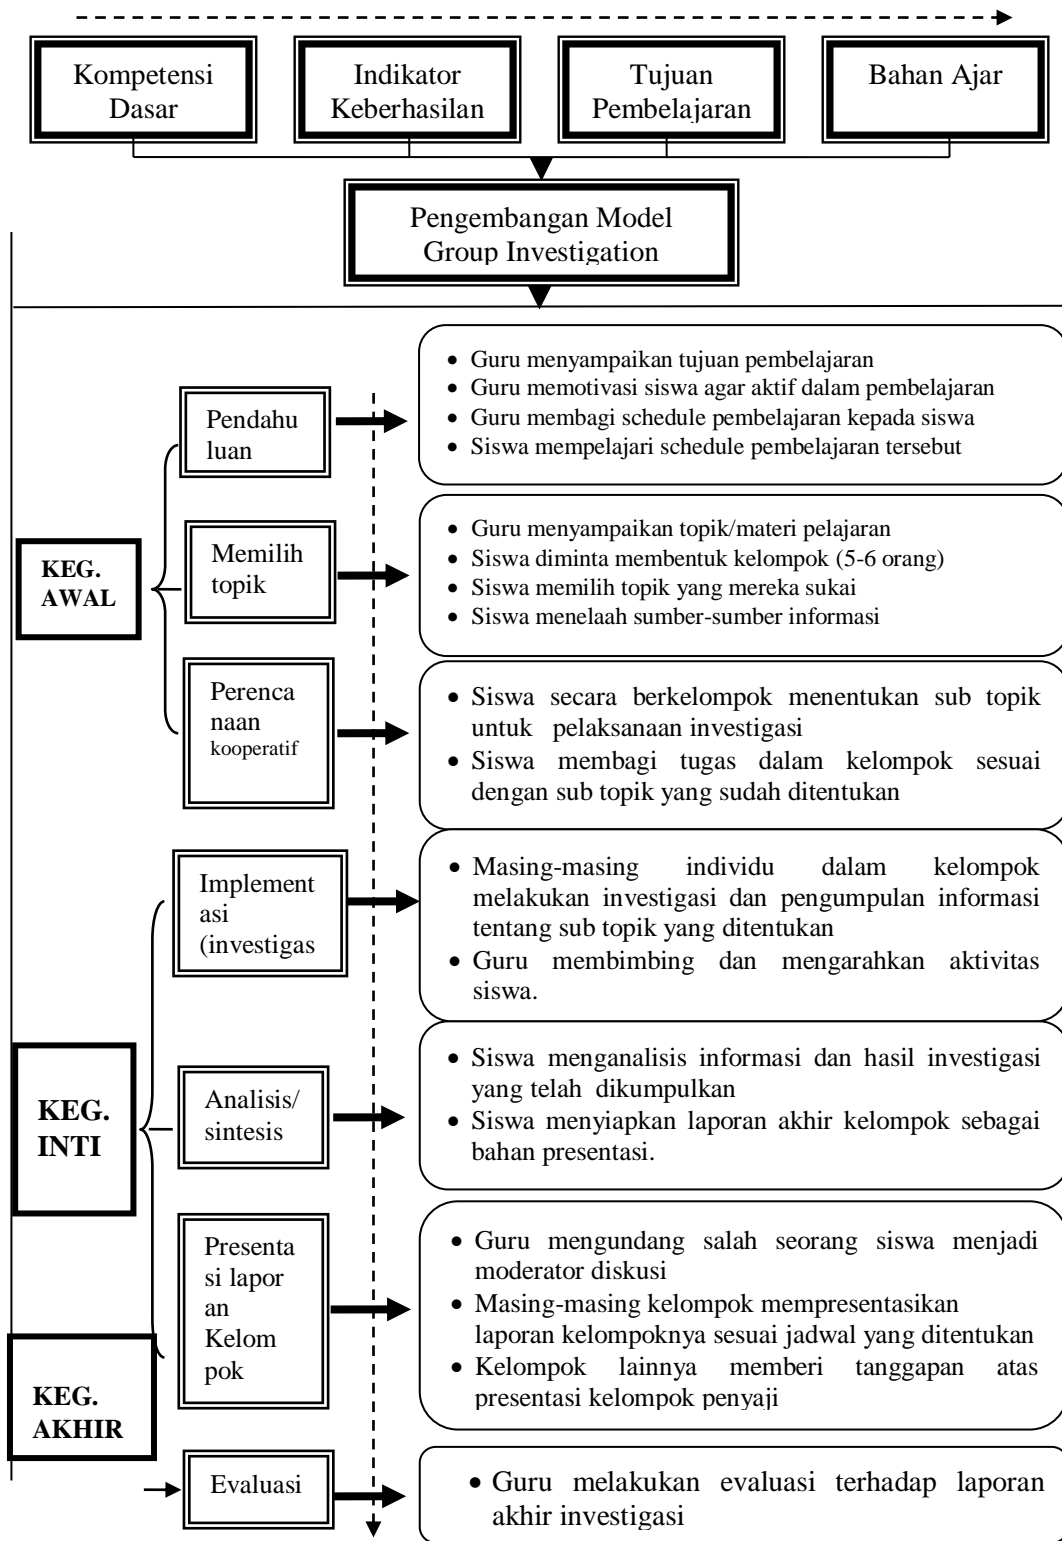 Kompetensi
Dasar
Indikator
Keberhasilan
Tujuan
Pembelajaran
Bahan Ajar
Pengembangan Model
Group Investigation
KEG.
AWAL
Pendahu
luan
• Guru menyampaikan tujuan pembelajaran
• Guru memotivasi siswa agar aktif dalam pembelajaran
• Guru membagi schedule pembelajaran kepada siswa
• Siswa mempelajari schedule pembelajaran tersebut
Memilih
topik
• Guru menyampaikan topik/materi pelajaran
• Siswa diminta membentuk kelompok (5-6 orang)
• Siswa memilih topik yang mereka sukai
• Siswa menelaah sumber-sumber informasi
Perenca
naan
kooperatif
• Siswa secara berkelompok menentukan sub topik
untuk pelaksanaan investigasi
• Siswa membagi tugas dalam kelompok sesuai
dengan sub topik yang sudah ditentukan
KEG.
INTI
Implement
asi
(investigas
• Masing-masing individu dalam kelompok
melakukan investigasi dan pengumpulan informasi
tentang sub topik yang ditentukan
• Guru membimbing dan mengarahkan aktivitas
siswa.
Analisis/
sintesis
• Siswa menganalisis informasi dan hasil investigasi
yang telah dikumpulkan
• Siswa menyiapkan laporan akhir kelompok sebagai
bahan presentasi.
Presenta
si lapor
an
Kelom
pok
• Guru mengundang salah seorang siswa menjadi
moderator diskusi
• Masing-masing kelompok mempresentasikan
laporan kelompoknya sesuai jadwal yang ditentukan
• Kelompok lainnya memberi tanggapan atas
presentasi kelompok penyaji
KEG.
AKHIR
Evaluasi
• Guru melakukan evaluasi terhadap laporan
akhir investigasi